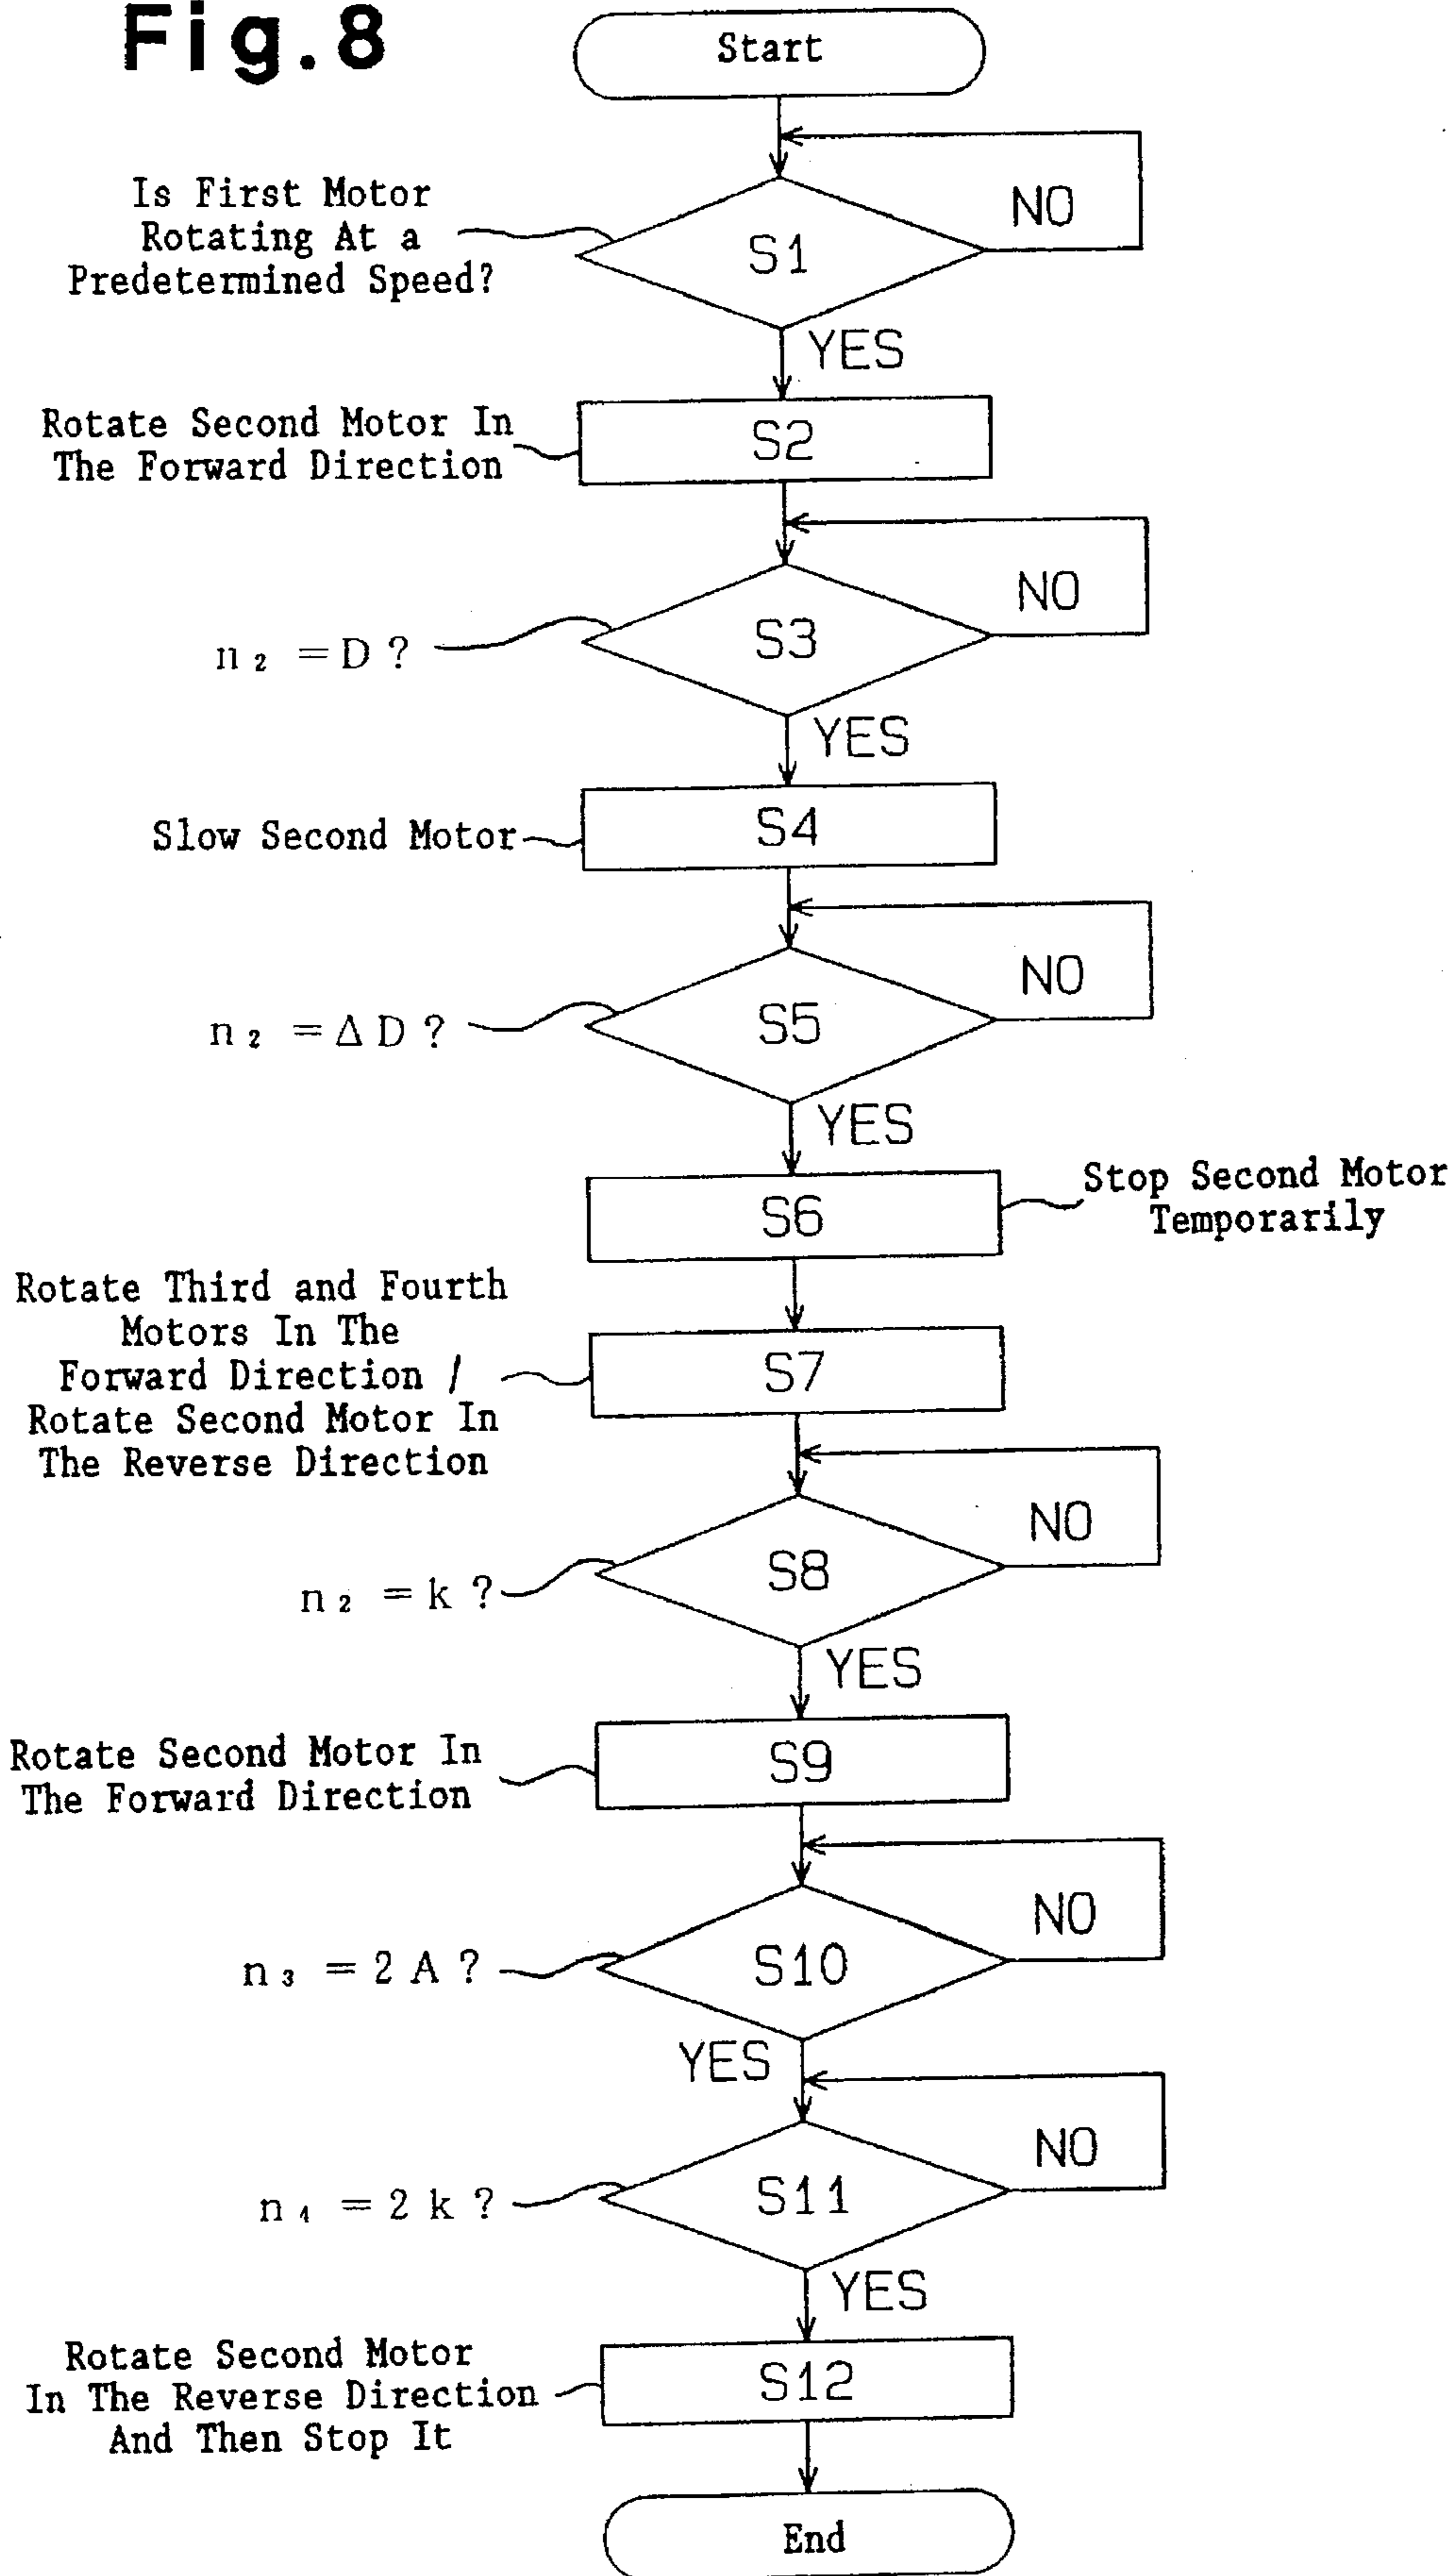 Fig.8
Start
Is First Motor
Rotating At a
Predetermined Speed?
S1
NO
YES
Rotate Second Motor In
The Forward Direction
S2
n₂ = D ?
S3
NO
YES
Slow Second Motor
S4
n₂ = Δ D ?
S5
NO
YES
S6
Stop Second Motor
Temporarily
Rotate Third and Fourth
Motors In The
Forward Direction /
Rotate Second Motor In
The Reverse Direction
S7
n₂ = k ?
S8
NO
YES
Rotate Second Motor In
The Forward Direction
S9
n₃ = 2 A ?
S10
NO
YES
n₄ = 2 k ?
S11
NO
YES
Rotate Second Motor
In The Reverse Direction
And Then Stop It
S12
End